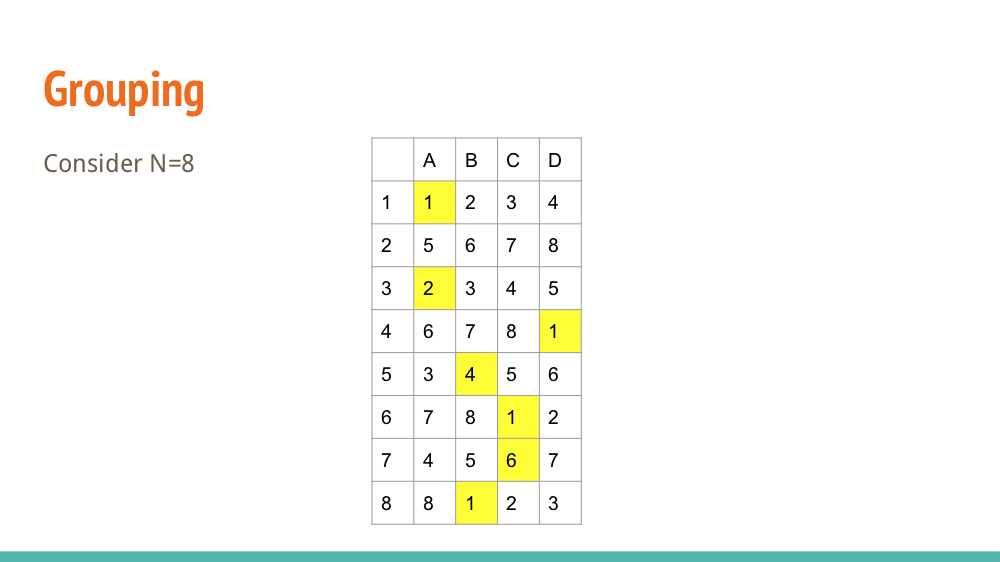 Grouping
Consider N=8
A B C D
1 1 2 3 4
2 5 6 7 8
3 2 3 4 5
4 6 7 8 1
5 3 4 5 6
6 7 8 1 2
7 4 5 6 7
8 8 1 2 3